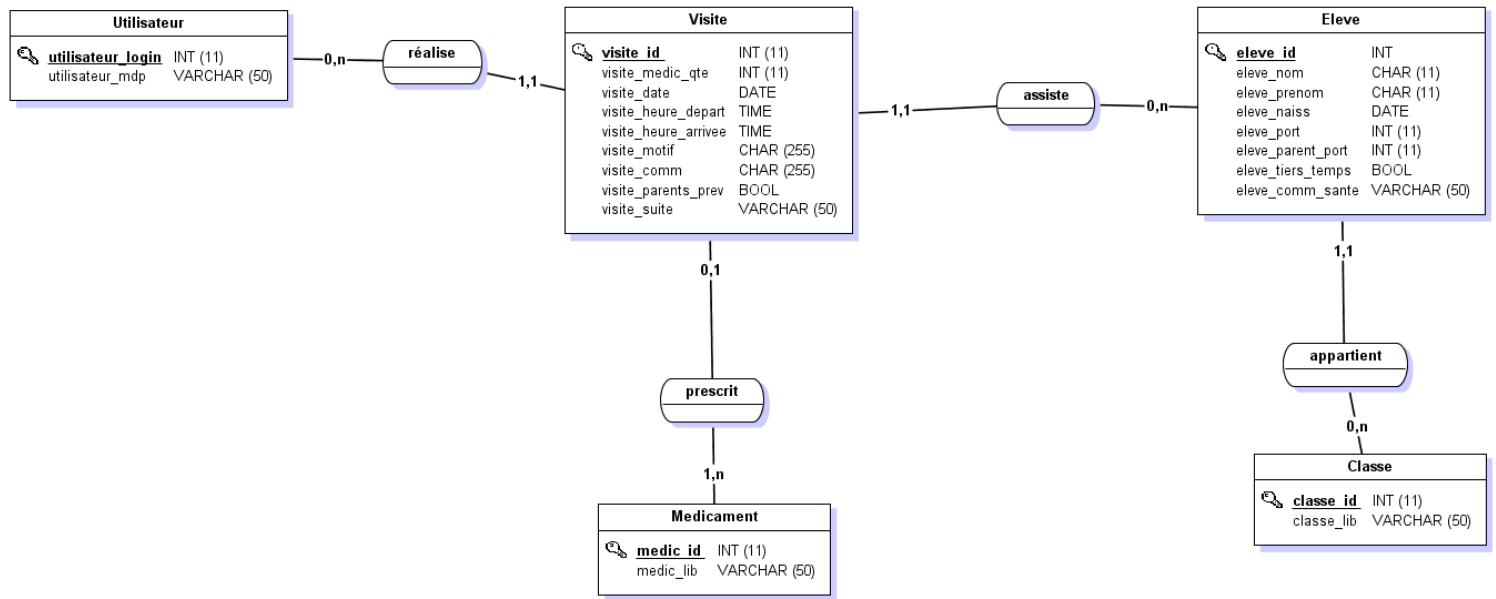 Utilisateur
utilisateur_login INT (11)
utilisateur_mdp VARCHAR (50)
0,n
réalise
1,1
Visite
visite_id INT (11)
visite_medic_qte INT (11)
visite_date DATE
visite_heure_depart TIME
visite_heure_arrivee TIME
visite_motif CHAR (255)
visite_comm CHAR (255)
visite_parents_prev BOOL
visite_suite VARCHAR (50)
1,1
assiste
0,n
Eleve
eleve_id INT
eleve_nom CHAR (11)
eleve_prenom CHAR (11)
eleve_naiss DATE
eleve_port INT (11)
eleve_parent_port INT (11)
eleve_tiers_temps BOOL
eleve_comm_sante VARCHAR (50)
0,1
prescrit
1,n
Medicament
medic_id INT (11)
medic_lib VARCHAR (50)
1,1
appartient
0,n
Classe
classe_id INT (11)
classe_lib VARCHAR (50)